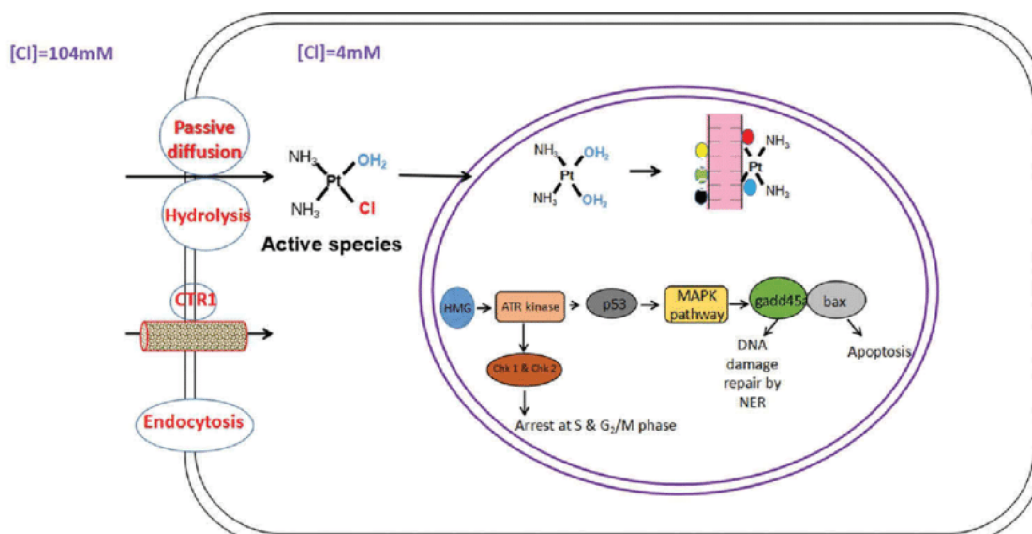 [Cl]=104mM
[Cl]=4mM
Passive
diffusion
Hydrolysis
NH₃
OH₂
Pt
NH₃
Cl
Active species
NH₃
OH₂
Pt
NH₃
OH₂
NH₃
Pt
NH₃
CTR1
Endocytosis
HMG
ATR kinase
p53
MAPK
pathway
gadd45a
bax
Chk 1 & Chk 2
Arrest at S & G₂/M phase
DNA
damage
repair by
NER
Apoptosis